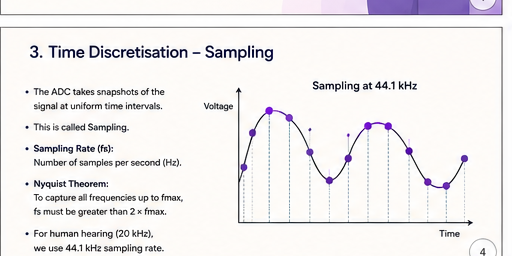 3. Time Discretisation – Sampling
• The ADC takes snapshots of the
signal at uniform time intervals.
• This is called Sampling.
• Sampling Rate (fs):
Number of samples per second (Hz).
• Nyquist Theorem:
To capture all frequencies up to fmax,
fs must be greater than 2 × fmax.
• For human hearing (20 kHz),
we use 44.1 kHz sampling rate.
Sampling at 44.1 kHz
Voltage
Time
4